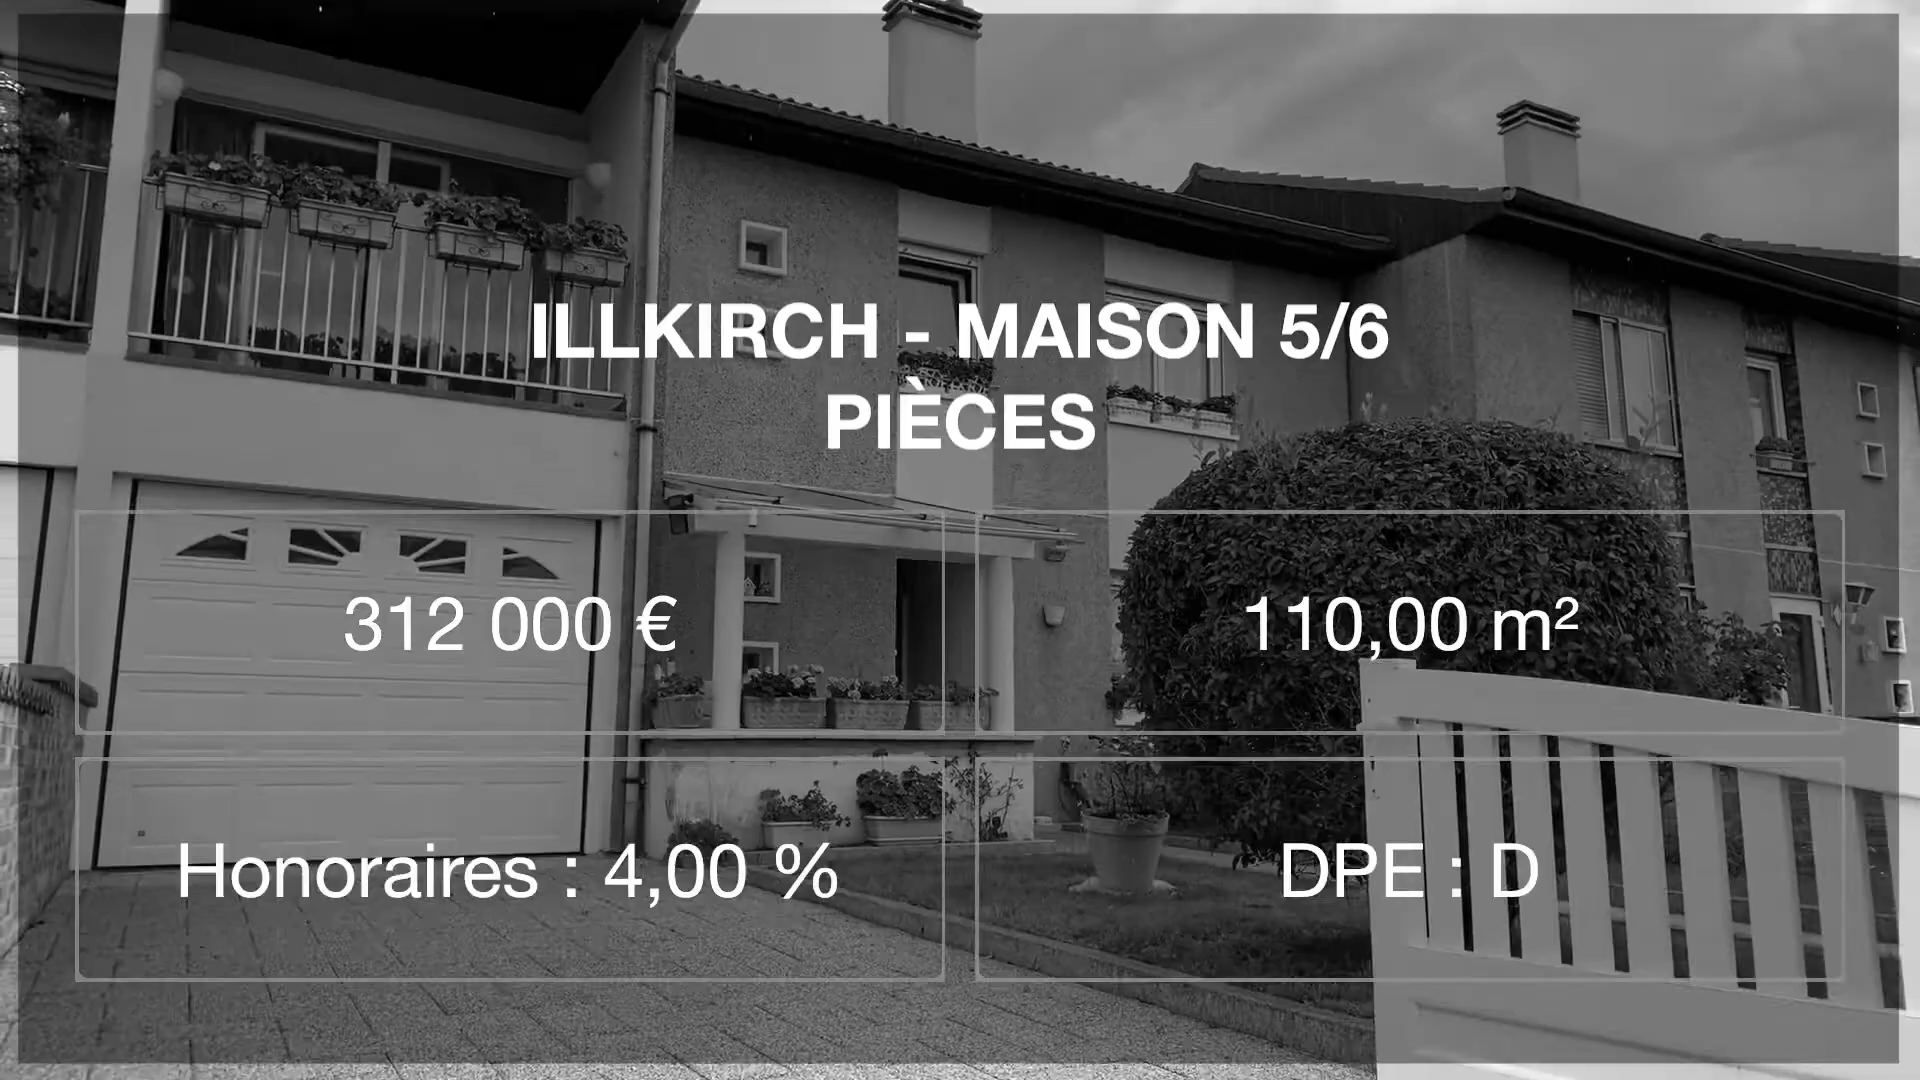 ILLKIRCH - MAISON 5/6
PIÈCES
312 000 €
110,00 m²
Honoraires : 4,00 %
DPE : D